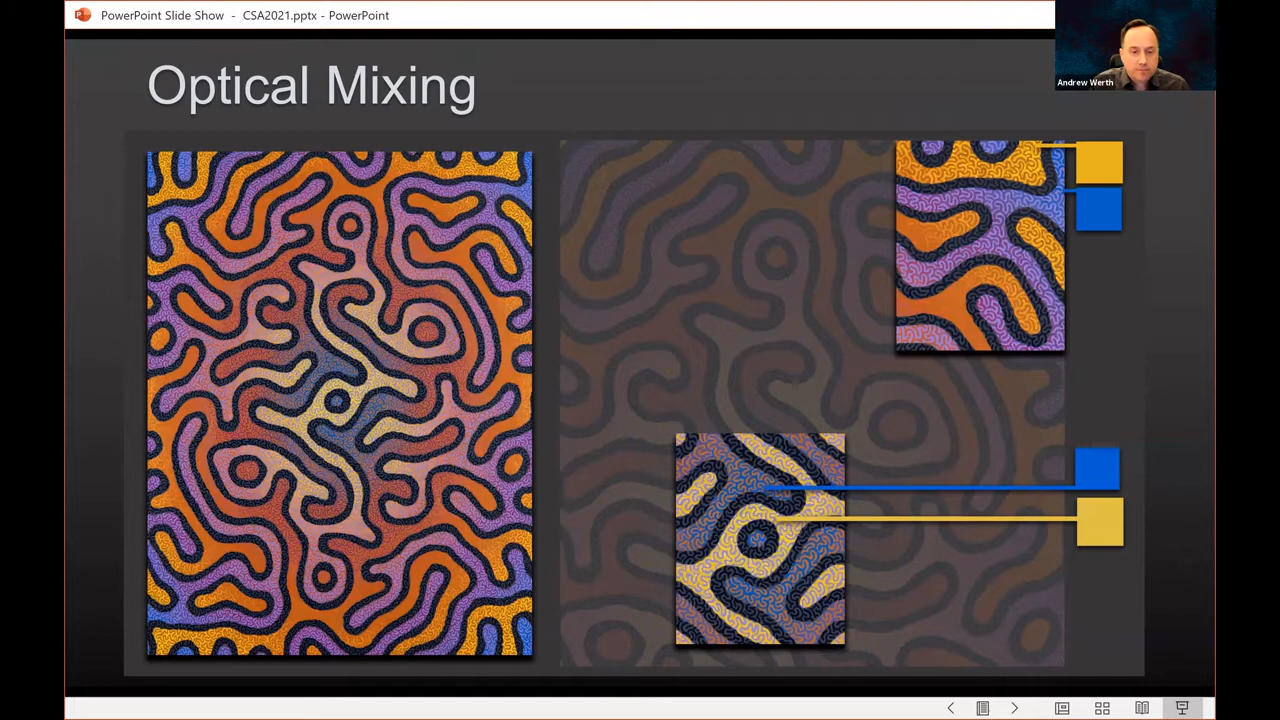 PowerPoint Slide Show - CSA2021.pptx - PowerPoint
Optical Mixing
Andrew Werth